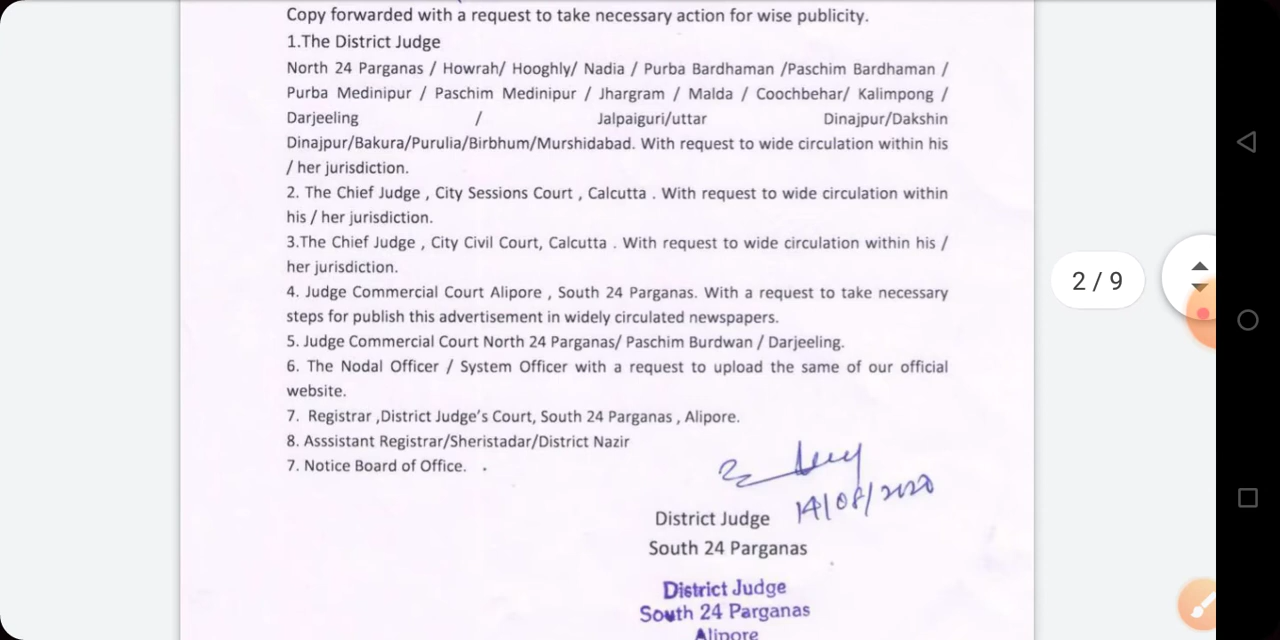 Copy forwarded with a request to take necessary action for wise publicity.
1.The District Judge
North 24 Parganas / Howrah/ Hooghly/ Nadia / Purba Bardhaman /Paschim Bardhaman /
Purba Medinipur / Paschim Medinipur / Jhargram / Malda / Coochbehar/ Kalimpong /
Darjeeling / Jalpaiguri/uttar Dinajpur/Dakshin
Dinajpur/Bakura/Purulia/Birbhum/Murshidabad. With request to wide circulation within his
/ her jurisdiction.
2. The Chief Judge , City Sessions Court , Calcutta . With request to wide circulation within
his / her jurisdiction.
3.The Chief Judge , City Civil Court, Calcutta . With request to wide circulation within his /
her jurisdiction.
4. Judge Commercial Court Alipore , South 24 Parganas. With a request to take necessary
steps for publish this advertisement in widely circulated newspapers.
5. Judge Commercial Court North 24 Parganas/ Paschim Burdwan / Darjeeling.
6. The Nodal Officer / System Officer with a request to upload the same of our official
website.
7. Registrar ,District Judge's Court, South 24 Parganas , Alipore.
8. Asssistant Registrar/Sheristadar/District Nazir
7. Notice Board of Office.
14/08/2020
District Judge
South 24 Parganas
District Judge
South 24 Parganas
Alipore
2 / 9